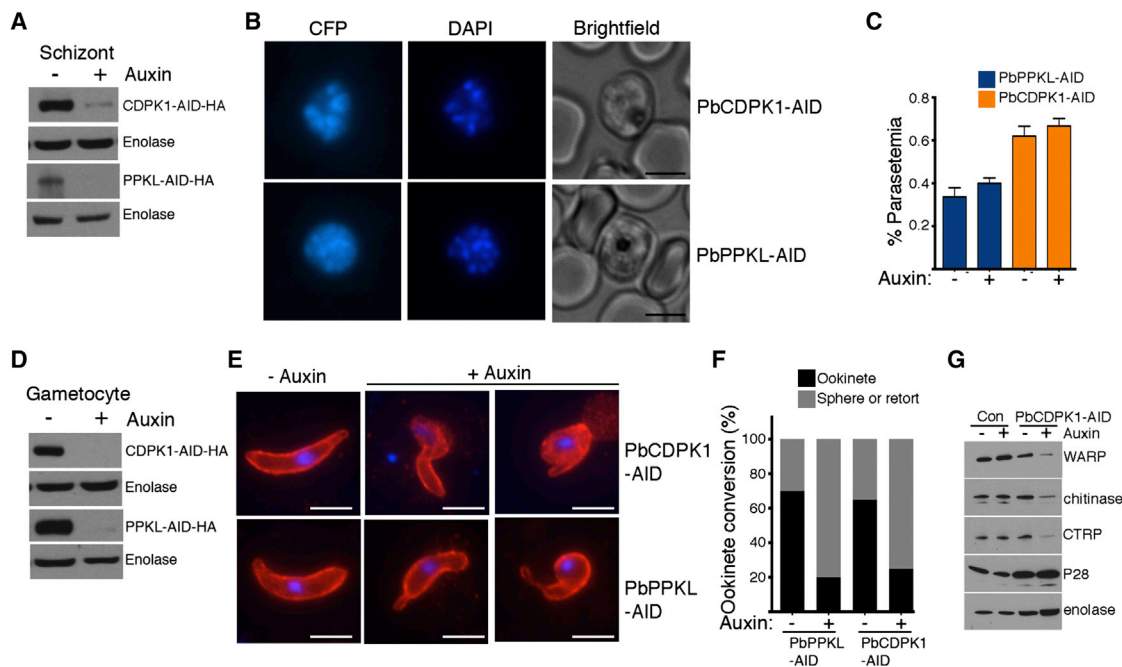 A
Schizont
- + Auxin
CDPK1-AID-HA
Enolase
PPKL-AID-HA
Enolase
B
CFP DAPI Brightfield
PbCDPK1-AID
PbPPKL-AID
C
PbPPKL-AID
PbCDPK1-AID
% Parasetemia
0.8
0.6
0.4
0.2
Auxin: - + - +
D
Gametocyte
- + Auxin
CDPK1-AID-HA
Enolase
PPKL-AID-HA
Enolase
E
- Auxin + Auxin
PbCDPK1
-AID
PbPPKL
-AID
F
Ookinete
Sphere or retort
Ookinete conversion (%)
100
80
60
40
20
Auxin: - + - +
PbPPKL PbCDPK1
-AID -AID
G
Con PbCDPK1-AID
- + - + Auxin
WARP
chitinase
CTRP
P28
enolase